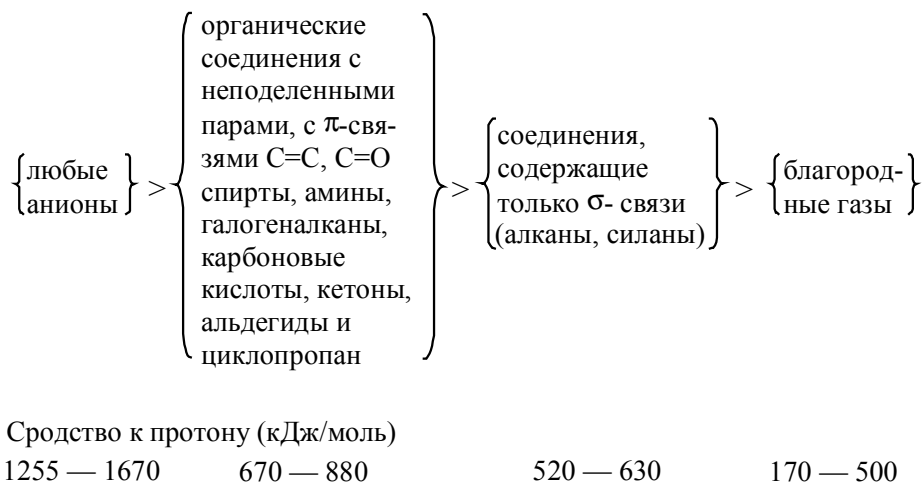 любые
анионы
>
органические
соединения с
неподеленными
парами, с π-свя-
зями C=C, C=O
спирты, амины,
галогеналканы,
карбоновые
кислоты, кетоны,
альдегиды и
циклопропан
>
соединения,
содержащие
только σ- связи
(алканы, силаны)
>
благород-
ные газы
Сродство к протону (кДж/моль)
1255 — 1670 670 — 880 520 — 630 170 — 500